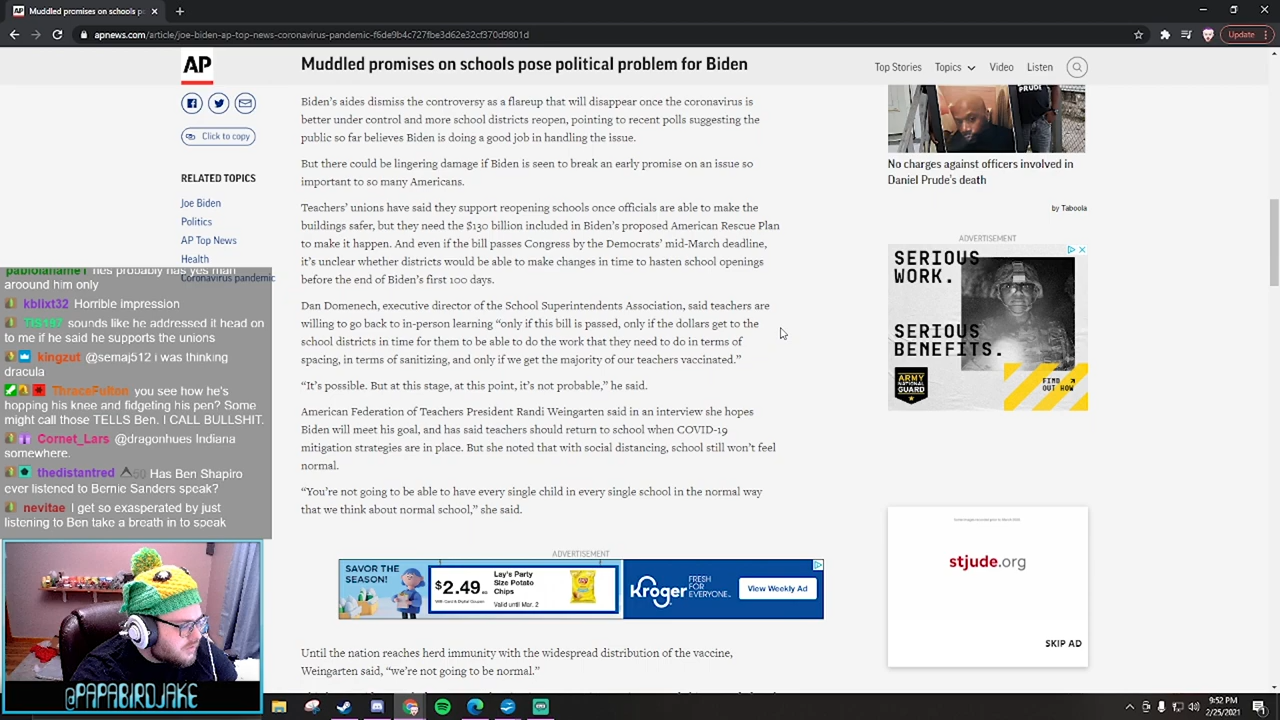 Muddled promises on schools po
apnews.com/article/joe-biden-ap-top-news-coronavirus-pandemic-f6de9b4c727fbe3d62e32cf370d9801d
Update
AP
Muddled promises on schools pose political problem for Biden
Top Stories
Topics
Video
Listen
Click to copy
RELATED TOPICS
Joe Biden
Politics
AP Top News
Health
Coronavirus pandemic
Biden's aides dismiss the controversy as a flareup that will disappear once the coronavirus is
better under control and more school districts reopen, pointing to recent polls suggesting the
public so far believes Biden is doing a good job in handling the issue.
But there could be lingering damage if Biden is seen to break an early promise on an issue so
important to so many Americans.
Teachers' unions have said they support reopening schools once officials are able to make the
buildings safer, but they need the $130 billion included in Biden's proposed American Rescue Plan
to make it happen. And even if the bill passes Congress by the Democrats' mid-March deadline,
it's unclear whether districts would be able to make changes in time to hasten school openings
before the end of Biden's first 100 days.
Dan Domenech, executive director of the School Superintendents Association, said teachers are
willing to go back to in-person learning “only if this bill is passed, only if the dollars get to the
school districts in time for them to be able to do the work that they need to do in terms of
spacing, in terms of sanitizing, and only if we get the majority of our teachers vaccinated.”
“It's possible. But at this stage, at this point, it's not probable,” he said.
American Federation of Teachers President Randi Weingarten said in an interview she hopes
Biden will meet his goal, and has said teachers should return to school when COVID-19
mitigation strategies are in place. But she noted that with social distancing, school still won't feel
normal.
“You're not going to be able to have every single child in every single school in the normal way
that we think about normal school,” she said.
ADVERTISEMENT
SAVOR THE
SEASON!
$2.49
Lay's Party
Size Potato
Chips
Valid until Mar. 2
Kroger
FRESH
FOR
EVERYONE
View Weekly Ad
Until the nation reaches herd immunity with the widespread distribution of the vaccine,
Weingarten said, “we're not going to be normal.”
PRUDE
No charges against officers involved in
Daniel Prude's death
by Taboola
ADVERTISEMENT
SERIOUS
WORK.
SERIOUS
BENEFITS.
ARMY
NATIONAL
GUARD
FIND
OUT HOW
stjude.org
SKIP AD
hes probably has yes man
aroound him only
kblixt32 Horrible impression
sounds like he addressed it head on
to me if he said he supports the unions
kingzut @semaj512 i was thinking
dracula
ThraceFulton you see how he's
hopping his knee and fidgeting his pen? Some
might call those TELLS Ben. I CALL BULLSHIT.
Cornet_Lars @dragonhues Indiana
somewhere.
thedistantred 50 Has Ben Shapiro
ever listened to Bernie Sanders speak?
nevitae I get so exasperated by just
listening to Ben take a breath in to speak
@PAPABIRDJAKE
9:52 PM
2/25/2021